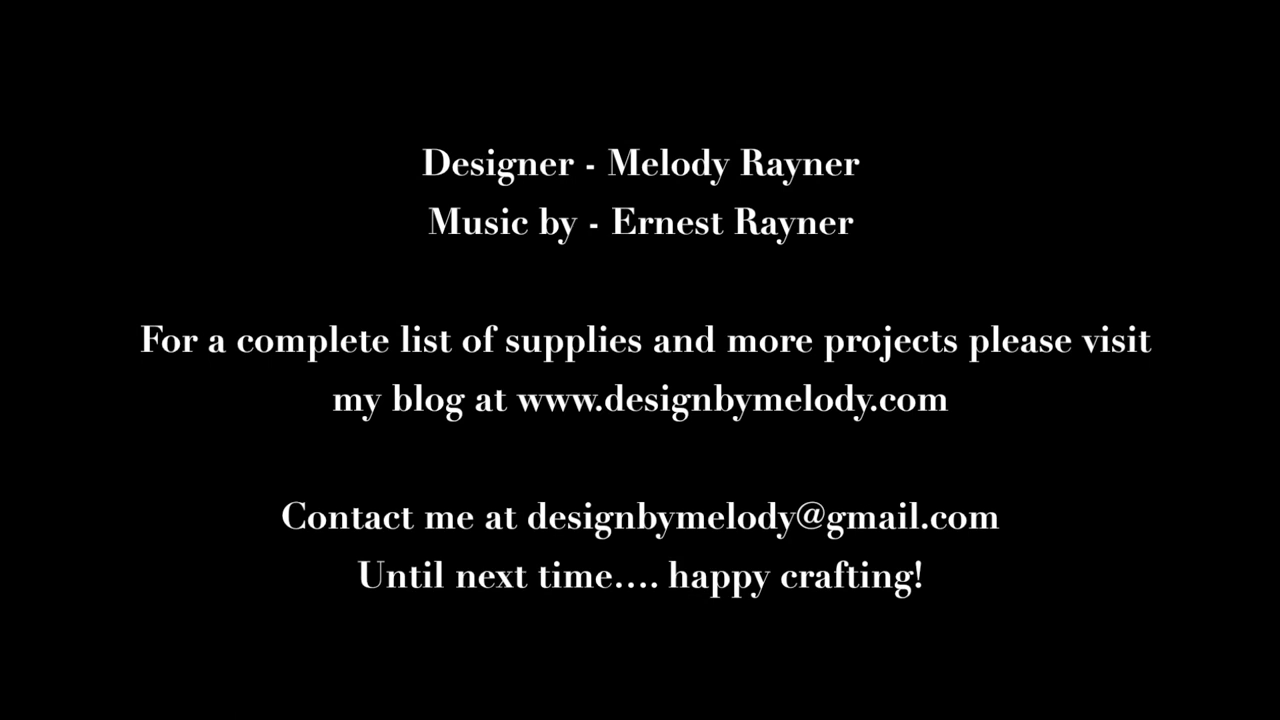 Designer - Melody Rayner
Music by - Ernest Rayner
For a complete list of supplies and more projects please visit
my blog at www.designbymelody.com
Contact me at designbymelody@gmail.com
Until next time.... happy crafting!